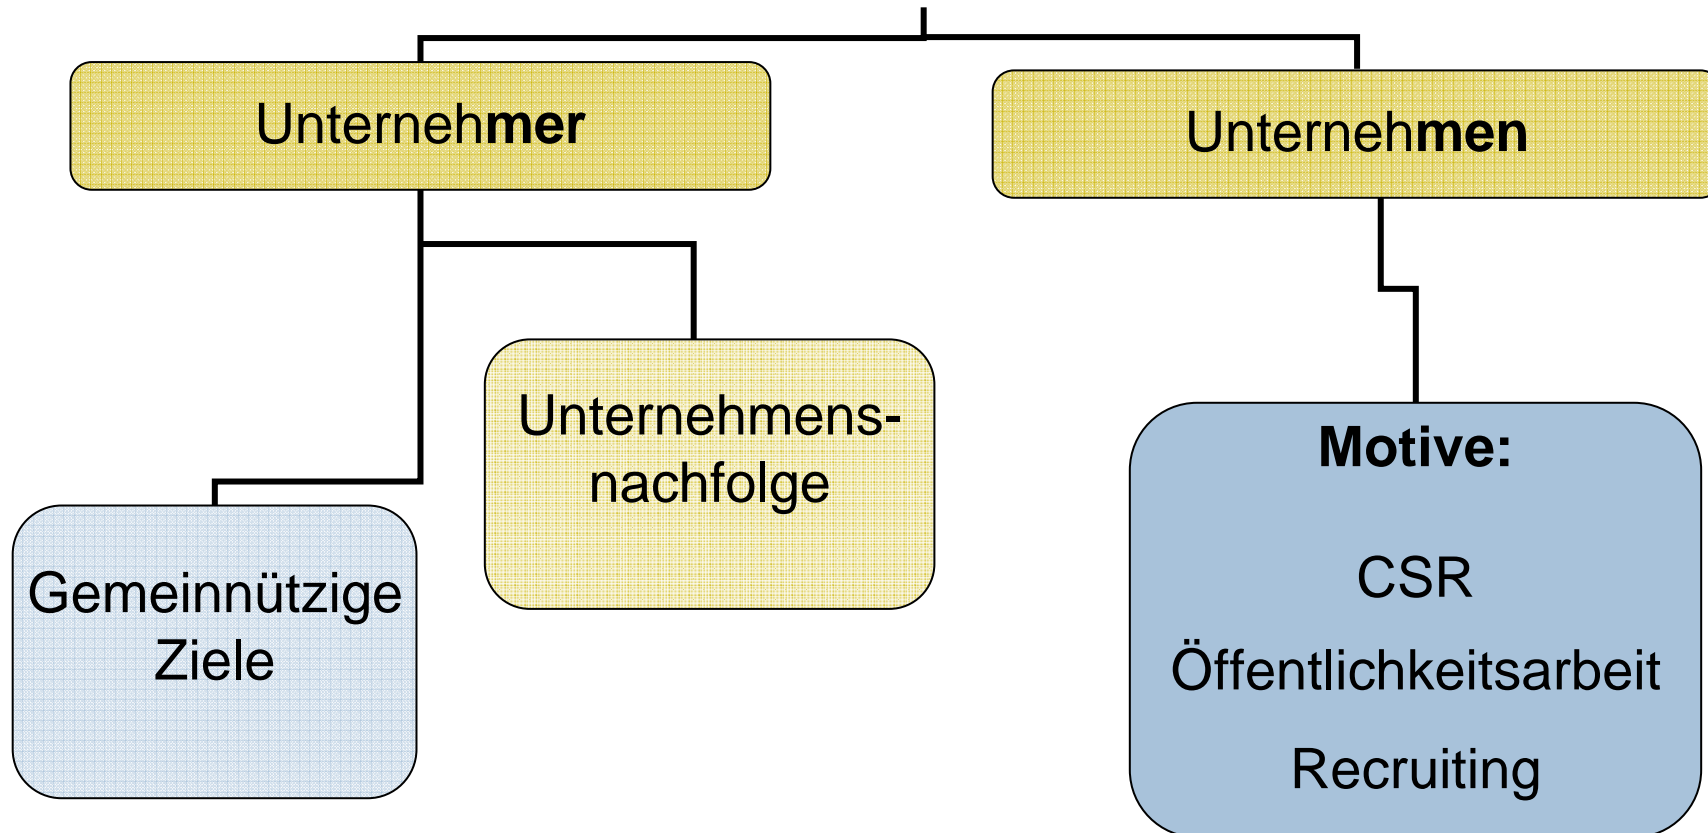 Unternehmer
Unternehmen
Unternehmens-
nachfolge
Gemeinnützige
Ziele
Motive:
CSR
Öffentlichkeitsarbeit
Recruiting